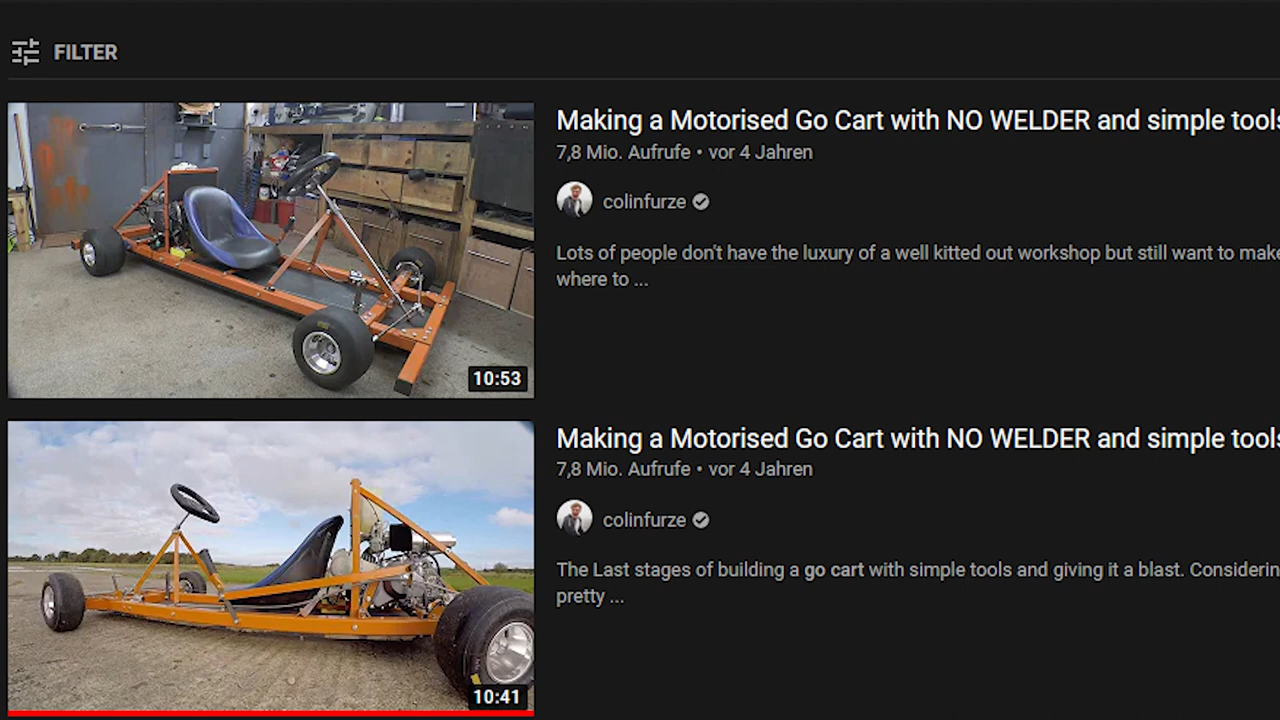 FILTER
Making a Motorised Go Cart with NO WELDER and simple tools
7,8 Mio. Aufrufe • vor 4 Jahren
colinfurze
Lots of people don't have the luxury of a well kitted out workshop but still want to make
where to ...
10:53
Making a Motorised Go Cart with NO WELDER and simple tools
7,8 Mio. Aufrufe • vor 4 Jahren
colinfurze
The Last stages of building a go cart with simple tools and giving it a blast. Considerin
pretty ...
10:41